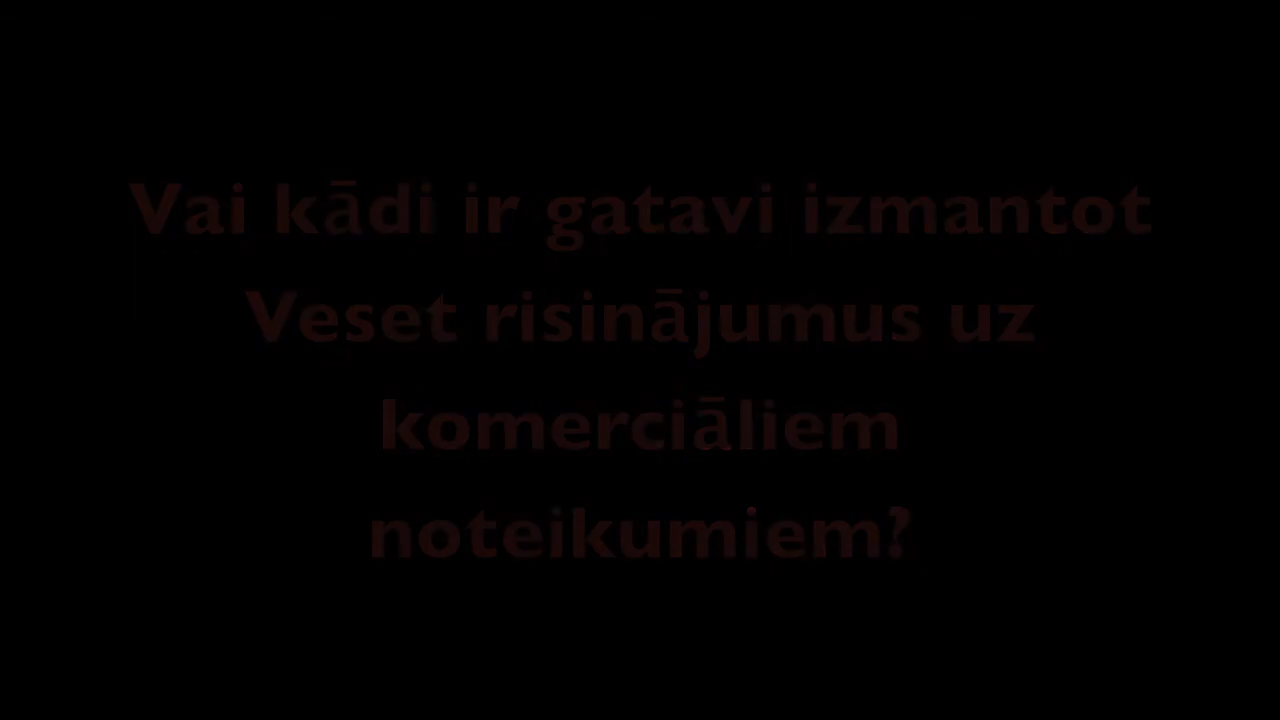 Vai kādi ir gatavi izmantot
Veset risinājumus uz
komerciāliem
noteikumiem?